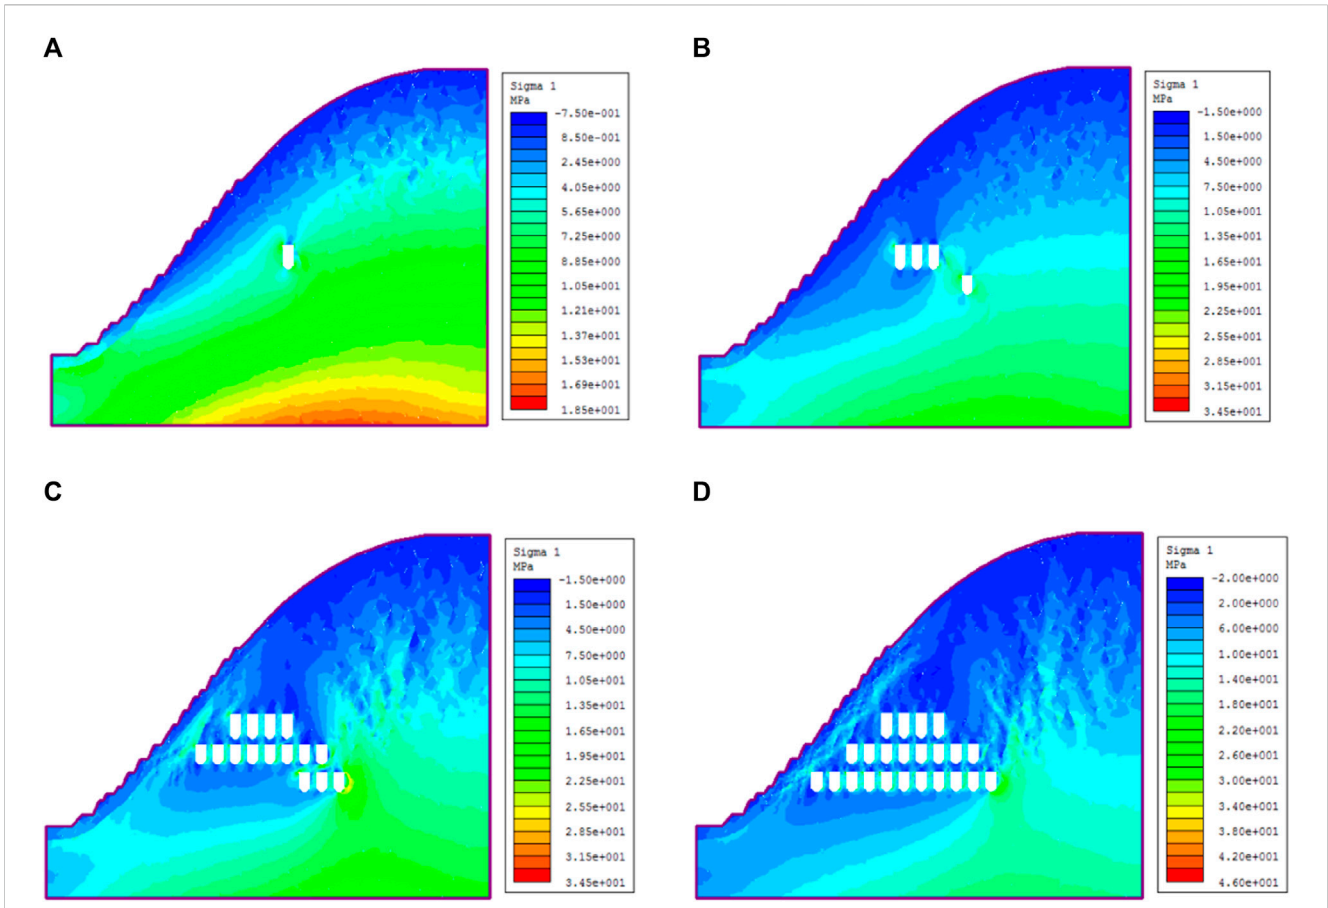 A
Sigma 1
MPa
-7.50e-001
8.50e-001
2.45e+000
4.05e+000
5.65e+000
7.25e+000
8.85e+000
1.05e+001
1.21e+001
1.37e+001
1.53e+001
1.69e+001
1.85e+001
B
Sigma 1
MPa
-1.50e+000
1.50e+000
4.50e+000
7.50e+000
1.05e+001
1.35e+001
1.65e+001
1.95e+001
2.25e+001
2.55e+001
2.85e+001
3.15e+001
3.45e+001
C
Sigma 1
MPa
-1.50e+000
1.50e+000
4.50e+000
7.50e+000
1.05e+001
1.35e+001
1.65e+001
1.95e+001
2.25e+001
2.55e+001
2.85e+001
3.15e+001
3.45e+001
D
Sigma 1
MPa
-2.00e+000
2.00e+000
6.00e+000
1.00e+001
1.40e+001
1.80e+001
2.20e+001
2.60e+001
3.00e+001
3.40e+001
3.80e+001
4.20e+001
4.60e+001